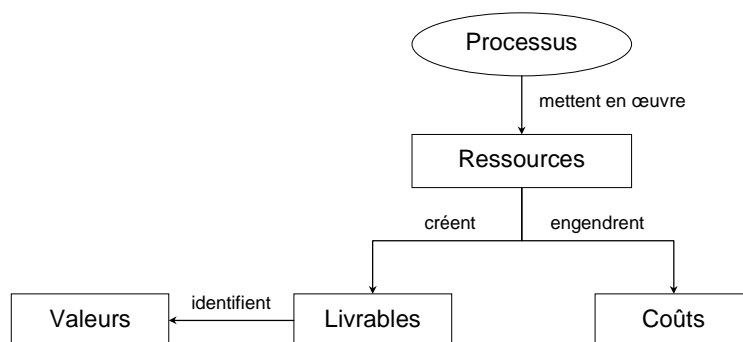 Processus
mettent en œuvre
Ressources
créent
engendrent
identifient
Valeurs
Livrables
Coûts